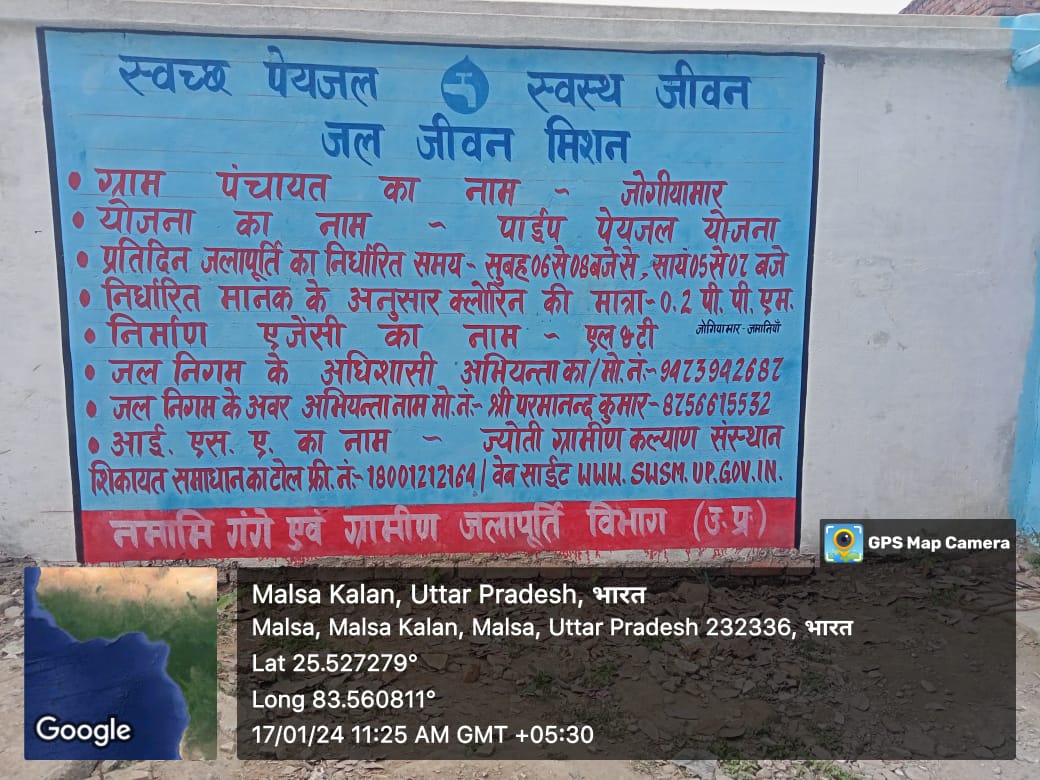 स्वच्छ पेयजल स्वस्थ जीवन
जल जीवन मिशन
• ग्राम पंचायत का नाम ~ जोगीयामार
• योजना का नाम ~ पाईप पेयजल योजना
• प्रतिदिन जलापूर्ति का निर्धारित समय - सुबह 06 से 08 बजे से , सायं 05 से 07 बजे
• निर्धारित मानक के अनुसार क्लोरिन की मात्रा - 0.2 पी. पी. एम.
• निर्माण एजेंसी का नाम ~ एल & टी जोगियामार - जमानियाँ
• जल निगम के अधिशासी अभियन्ता का / मो. नं:- 9473942687
• जल निगम के अवर अभियन्ता नाम मो. नं:- श्री परमानन्द कुमार - 8756615532
• आई. एस. ए. का नाम ~ ज्योती ग्रामीण कल्याण संस्थान
शिकायत समाधान का टोल फ्री. नं:- 18001212164 / वेब साईट WWW. SWSM. UP. GOV. IN.
नमामि गंगे एवं ग्रामीण जलापूर्ति विभाग (उ. प्र.)
GPS Map Camera
Malsa Kalan, Uttar Pradesh, भारत
Malsa, Malsa Kalan, Malsa, Uttar Pradesh 232336, भारत
Lat 25.527279°
Long 83.560811°
17/01/24 11:25 AM GMT +05:30
Google